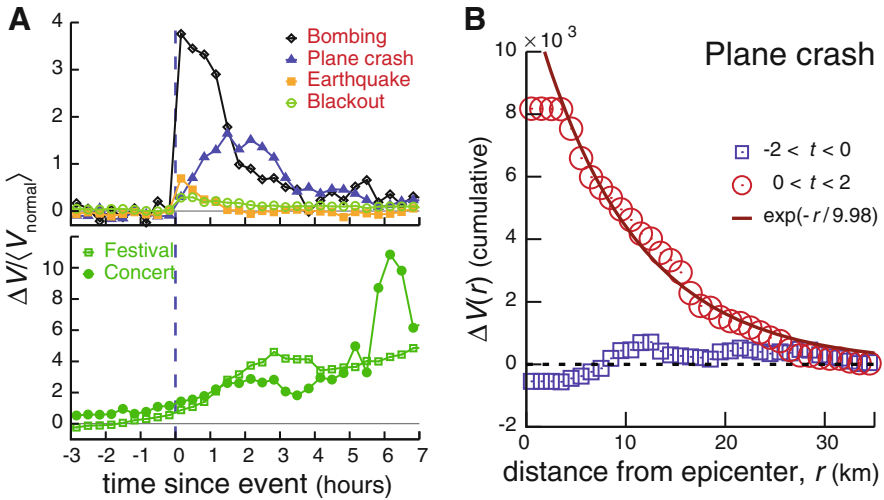 A
4
3
2
1
0
Bombing
Plane crash
Earthquake
Blackout
ΔV/⟨V_normal⟩
10
8
6
4
2
0
Festival
Concert
-3 -2 -1 0 1 2 3 4 5 6 7
time since event (hours)
B
10 × 10³
8
6
4
2
0
-2
Plane crash
-2 < t < 0
0 < t < 2
exp(-r/9.98)
ΔV(r) (cumulative)
0 10 20 30
distance from epicenter, r (km)